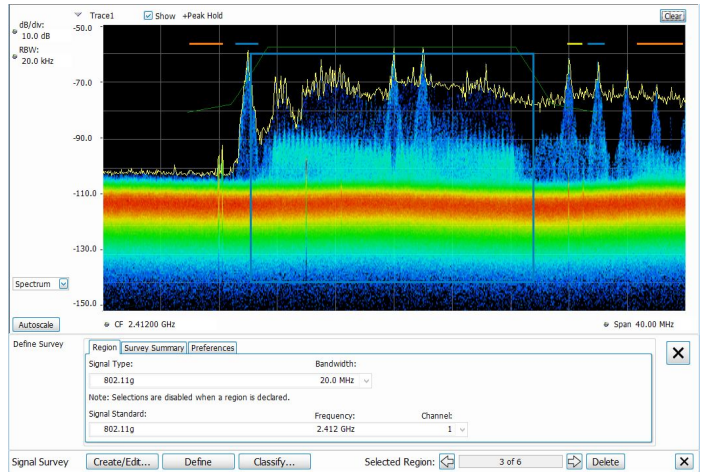 Trace1 Show +Peak Hold Clear
dB/div:
10.0 dB
RBW:
20.0 kHz
-50.0
-70.0
-90.0
-110.0
-130.0
-150.0
Spectrum
Autoscale
CF 2.41200 GHz Span 40.00 MHz
Define Survey
Region Survey Summary Preferences
Signal Type: Bandwidth:
802.11g 20.0 MHz
Note: Selections are disabled when a region is declared.
Signal Standard: Frequency: Channel:
802.11g 2.412 GHz 1
Signal Survey Create/Edit... Define Classify... Selected Region: 3 of 6 Delete